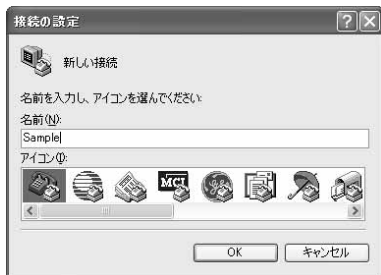 接続の設定
新しい接続
名前を入力し、アイコンを選んでください:
名前(N):
Sample
アイコン(I):
MCI
OK
キャンセル